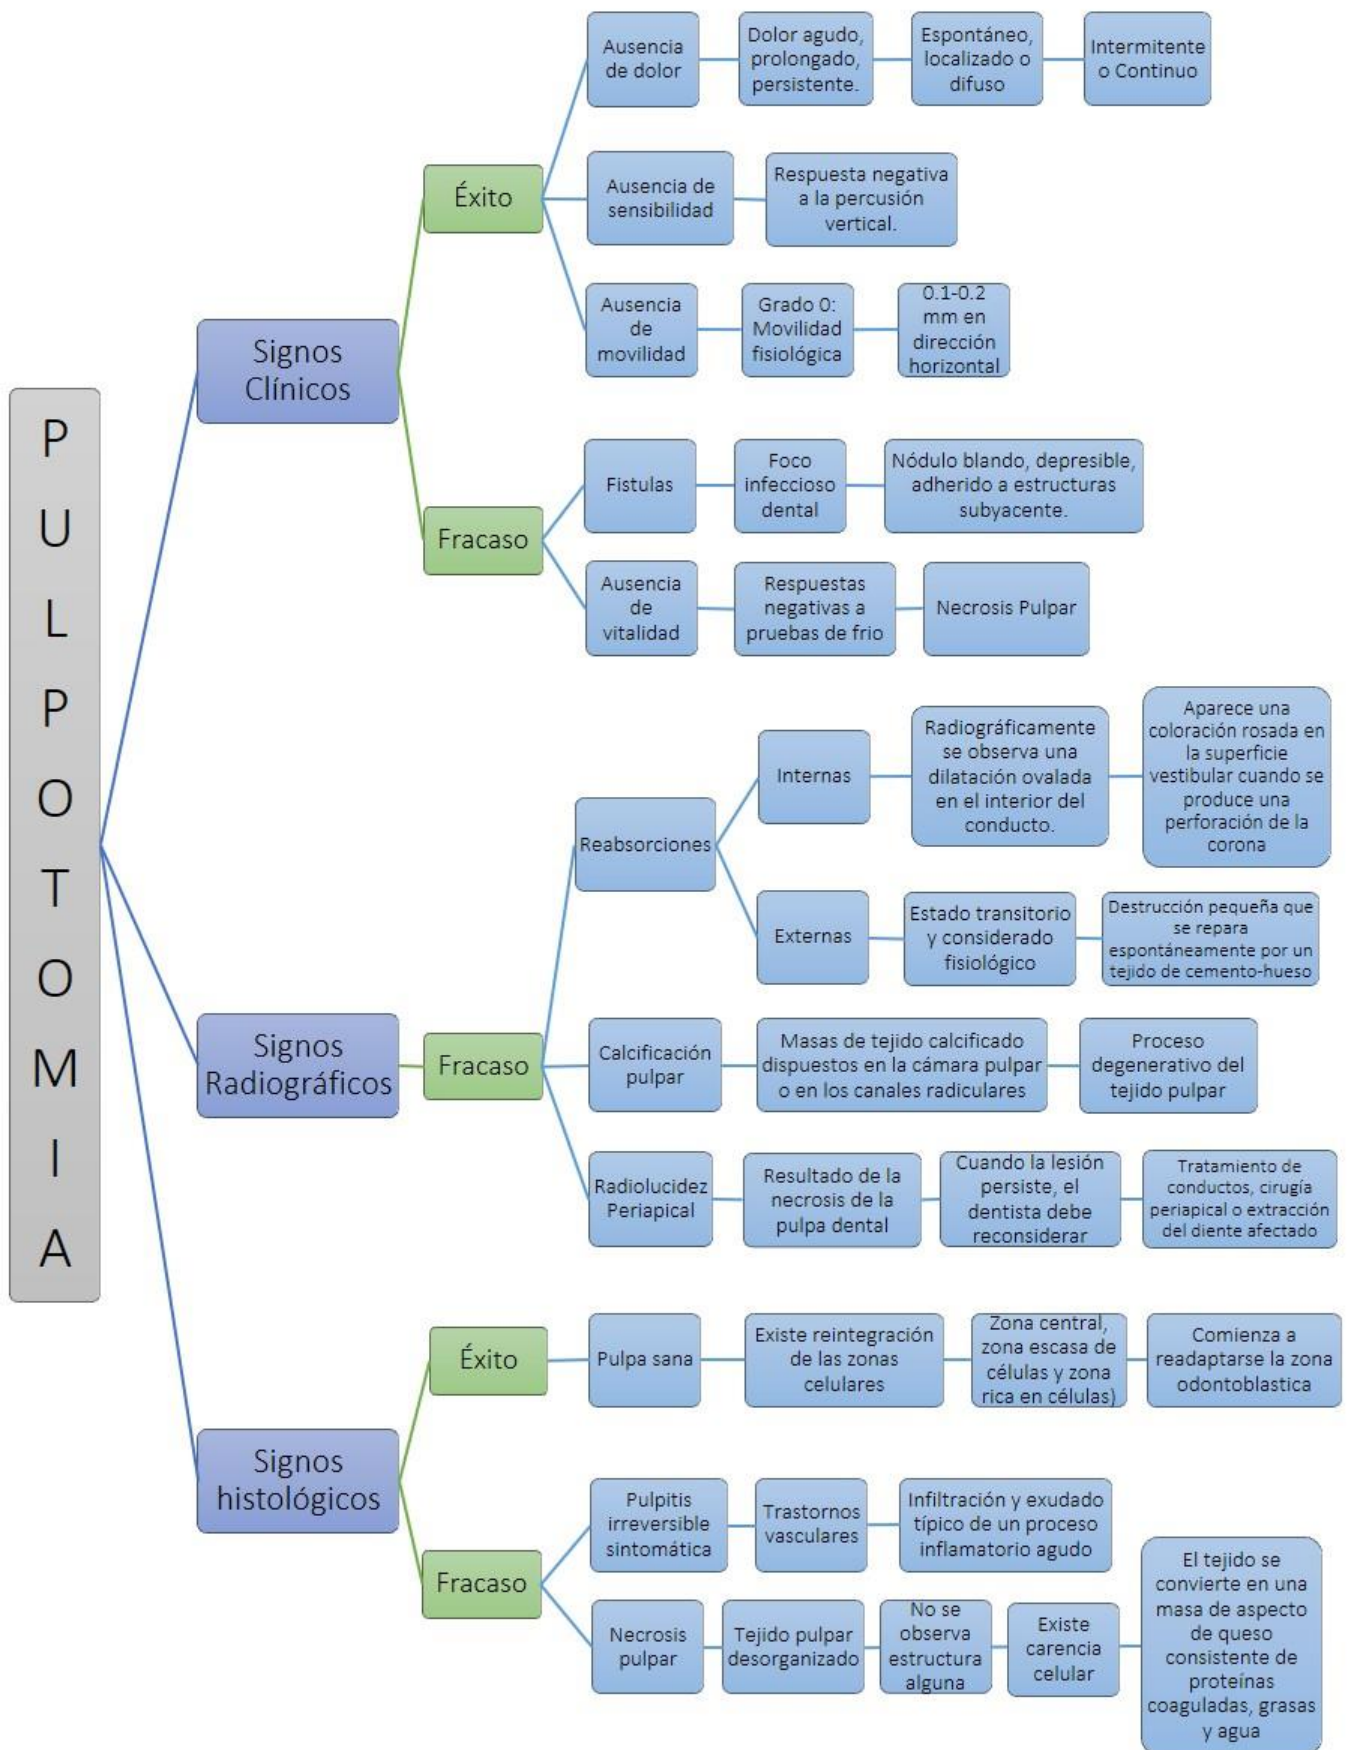 P
U
L
P
O
T
O
M
I
A
Signos
Clínicos
Éxito
Ausencia
de dolor
Dolor agudo,
prolongado,
persistente.
Espontáneo,
localizado o
difuso
Intermitente
o Continuo
Ausencia de
sensibilidad
Respuesta negativa
a la percusión
vertical.
Ausencia
de
movilidad
Grado 0:
Movilidad
fisiológica
0.1-0.2
mm en
dirección
horizontal
Fracaso
Fistulas
Foco
infeccioso
dental
Nódulo blando, depresible,
adherido a estructuras
subyacente.
Ausencia
de
vitalidad
Respuestas
negativas a
pruebas de frio
Necrosis Pulpar
Signos
Radiográficos
Fracaso
Reabsorciones
Internas
Radiográficamente
se observa una
dilatación ovalada
en el interior del
conducto.
Aparece una
coloración rosada en
la superficie
vestibular cuando se
produce una
perforación de la
corona
Externas
Estado transitorio
y considerado
fisiológico
Destrucción pequeña que
se repara
espontáneamente por un
tejido de cemento-hueso
Calcificación
pulpar
Masas de tejido calcificado
dispuestos en la cámara pulpar
o en los canales radiculares
Proceso
degenerativo del
tejido pulpar
Radiolucidez
Periapical
Resultado de la
necrosis de la
pulpa dental
Cuando la lesión
persiste, el
dentista debe
reconsiderar
Tratamiento de
conductos, cirugía
periapical o extracción
del diente afectado
Signos
histológicos
Éxito
Pulpa sana
Existe reintegración
de las zonas
celulares
Zona central,
zona escasa de
células y zona
rica en células)
Comienza a
readaptarse la zona
odontoblastica
Fracaso
Pulpitis
irreversible
sintomática
Trastornos
vasculares
Infiltración y exudado
típico de un proceso
inflamatorio agudo
Necrosis
pulpar
Tejido pulpar
desorganizado
No se
observa
estructura
alguna
Existe
carencia
celular
El tejido se
convierte en una
masa de aspecto
de queso
consistente de
proteínas
coaguladas, grasas
y agua